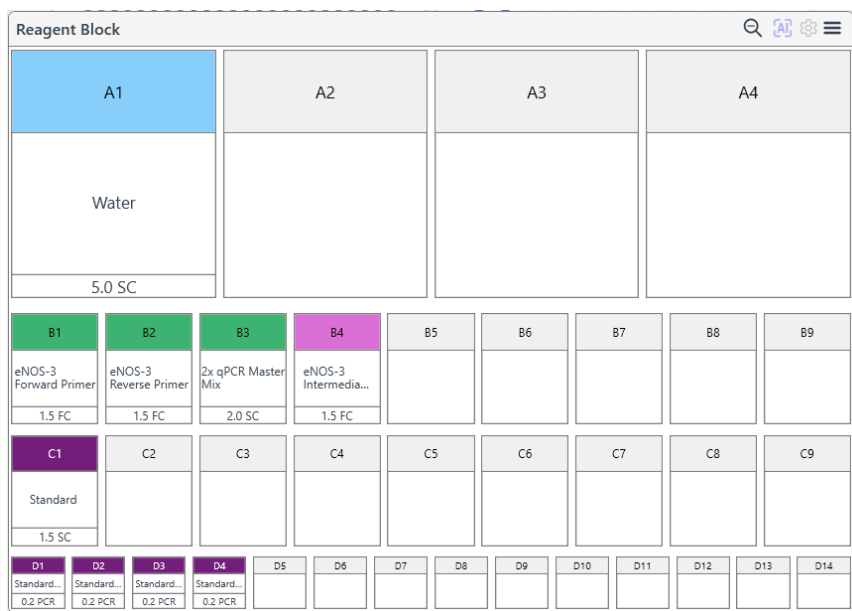 Reagent Block
AI
A1 A2 A3 A4
Water
5.0 SC
B1 B2 B3 B4 B5 B6 B7 B8 B9
eNOS-3 Forward Primer
eNOS-3 Reverse Primer
2x qPCR Master Mix
eNOS-3 Intermedia...
1.5 FC 1.5 FC 2.0 SC 1.5 FC
C1 C2 C3 C4 C5 C6 C7 C8 C9
Standard
1.5 SC
D1 D2 D3 D4 D5 D6 D7 D8 D9 D10 D11 D12 D13 D14
Standard... Standard... Standard... Standard...
0.2 PCR 0.2 PCR 0.2 PCR 0.2 PCR